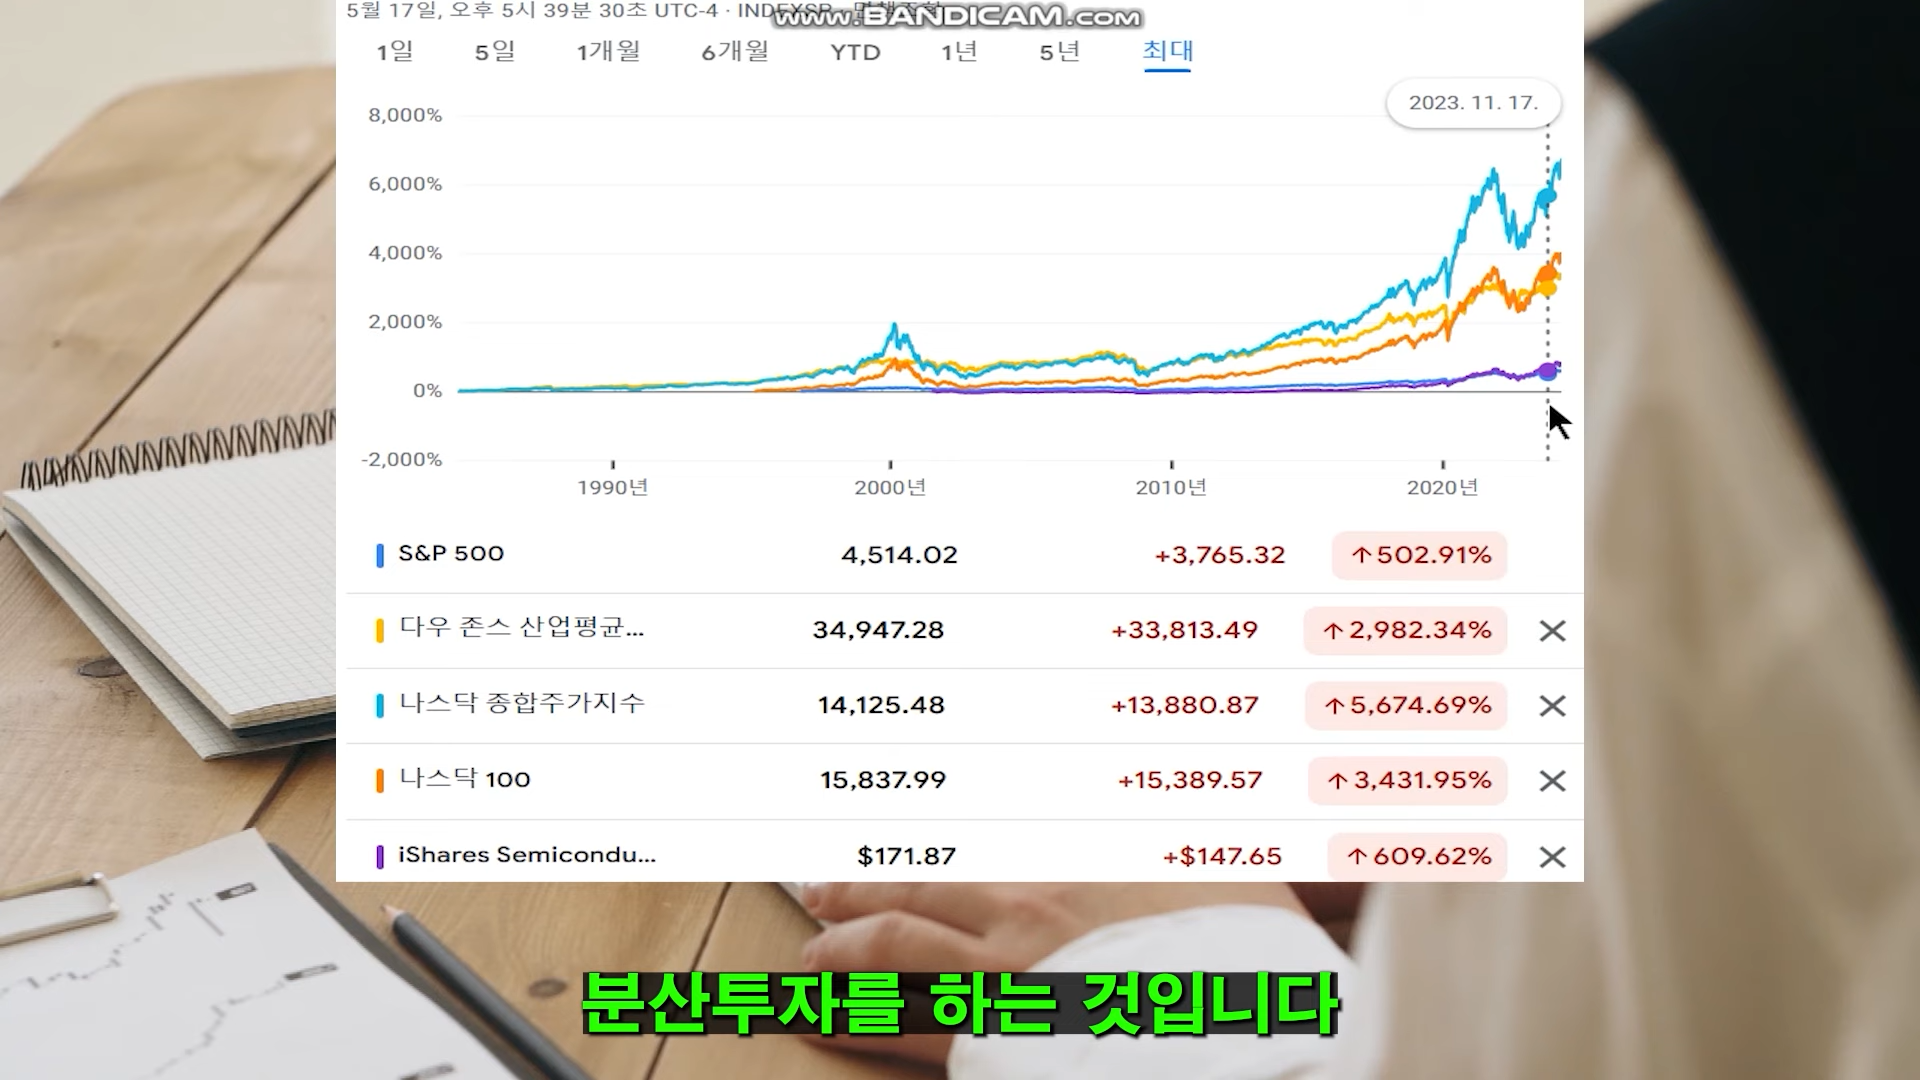 5월 17일, 오후 5시 39분 30초 UTC-4 · INDEXSP · 면책조항
www.BANDICAM.com
1일 5일 1개월 6개월 YTD 1년 5년 최대
2023. 11. 17.
8,000%
6,000%
4,000%
2,000%
0%
-2,000%
1990년 2000년 2010년 2020년
S&P 500 4,514.02 +3,765.32 ↑502.91%
다우 존스 산업평균... 34,947.28 +33,813.49 ↑2,982.34%
나스닥 종합주가지수 14,125.48 +13,880.87 ↑5,674.69%
나스닥 100 15,837.99 +15,389.57 ↑3,431.95%
iShares Semicondu... $171.87 +$147.65 ↑609.62%
분산투자를 하는 것입니다